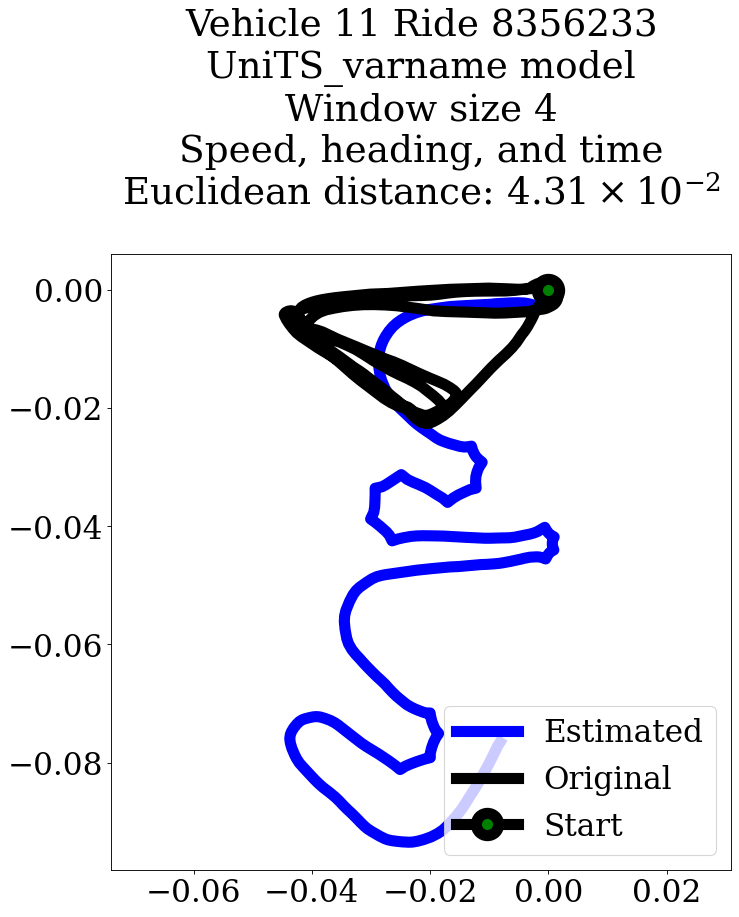 Vehicle 11 Ride 8356233
UniTS_varname model
Window size 4
Speed, heading, and time
Euclidean distance: 4.31 × 10⁻²
0.00
−0.02
−0.04
−0.06
−0.08
Estimated
Original
Start
−0.06 −0.04 −0.02 0.00 0.02